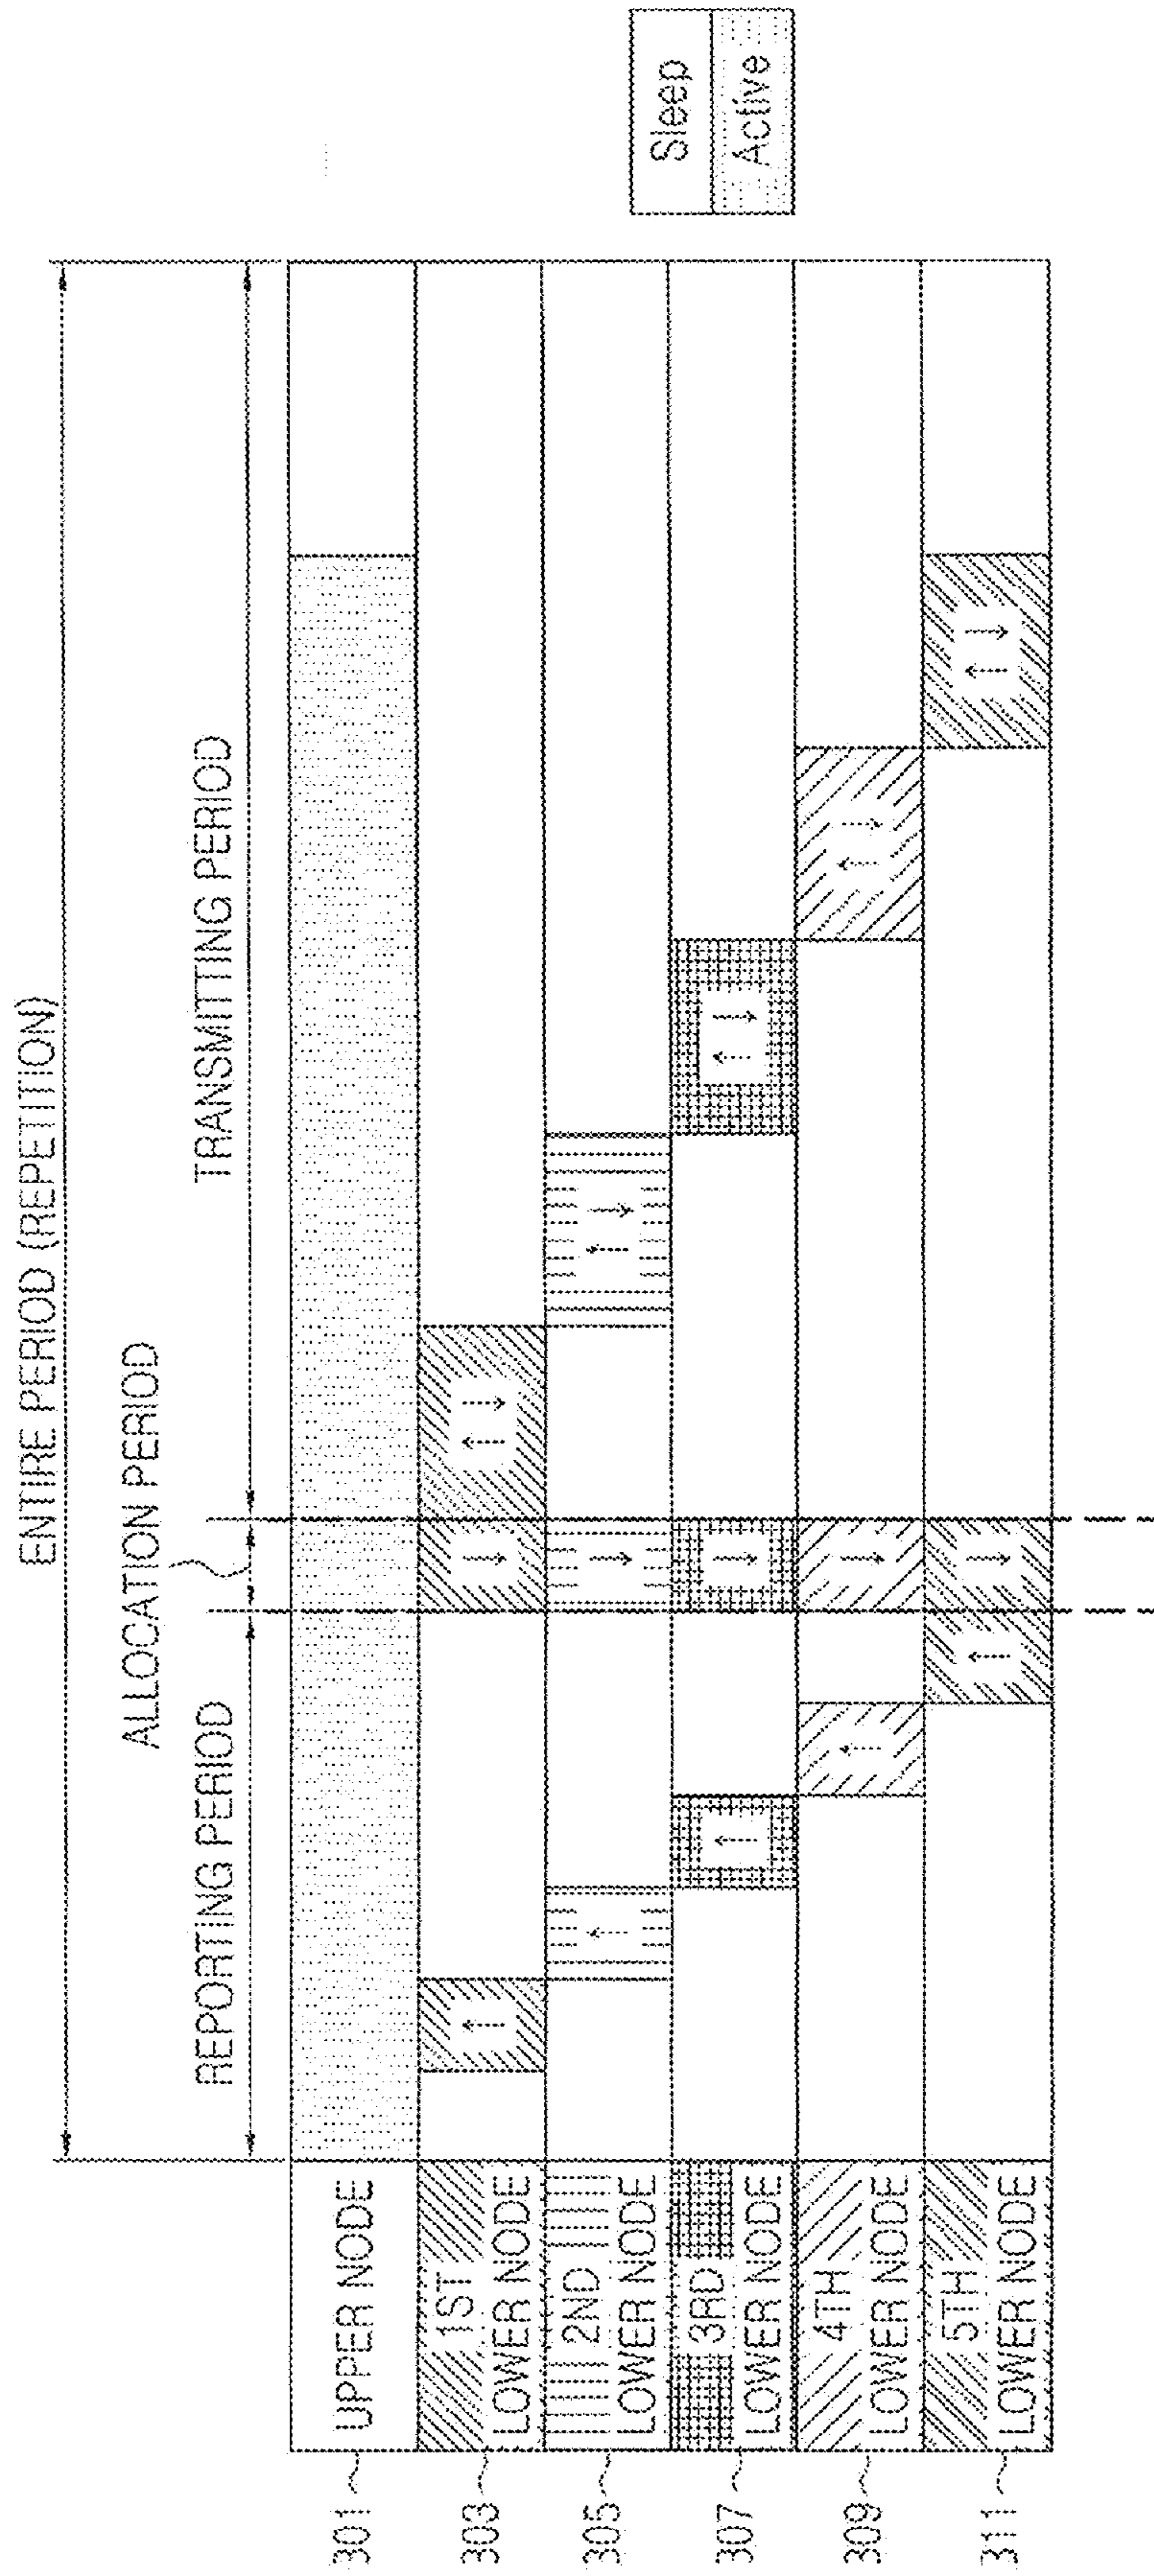 ENTIRE PERIOD (REPETITION)
ALLOCATION PERIOD
REPORTING PERIOD
TRANSMITTING PERIOD
301
UPPER NODE
303
1ST
LOWER NODE
305
2ND
LOWER NODE
307
3RD
LOWER NODE
309
4TH
LOWER NODE
311
5TH
LOWER NODE
Sleep
Active